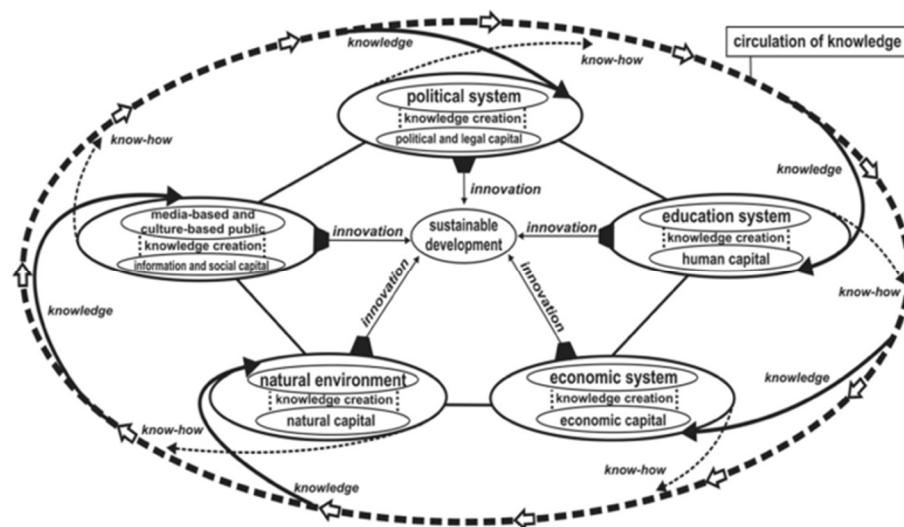 knowledge
know-how
circulation of knowledge
political system
knowledge creation
political and legal capital
know-how
knowledge
innovation
media-based and
culture-based public
knowledge creation
information and social capital
innovation
sustainable
development
innovation
education system
knowledge creation
human capital
know-how
knowledge
innovation
innovation
natural environment
knowledge creation
natural capital
economic system
knowledge creation
economic capital
knowledge
know-how
know-how
knowledge